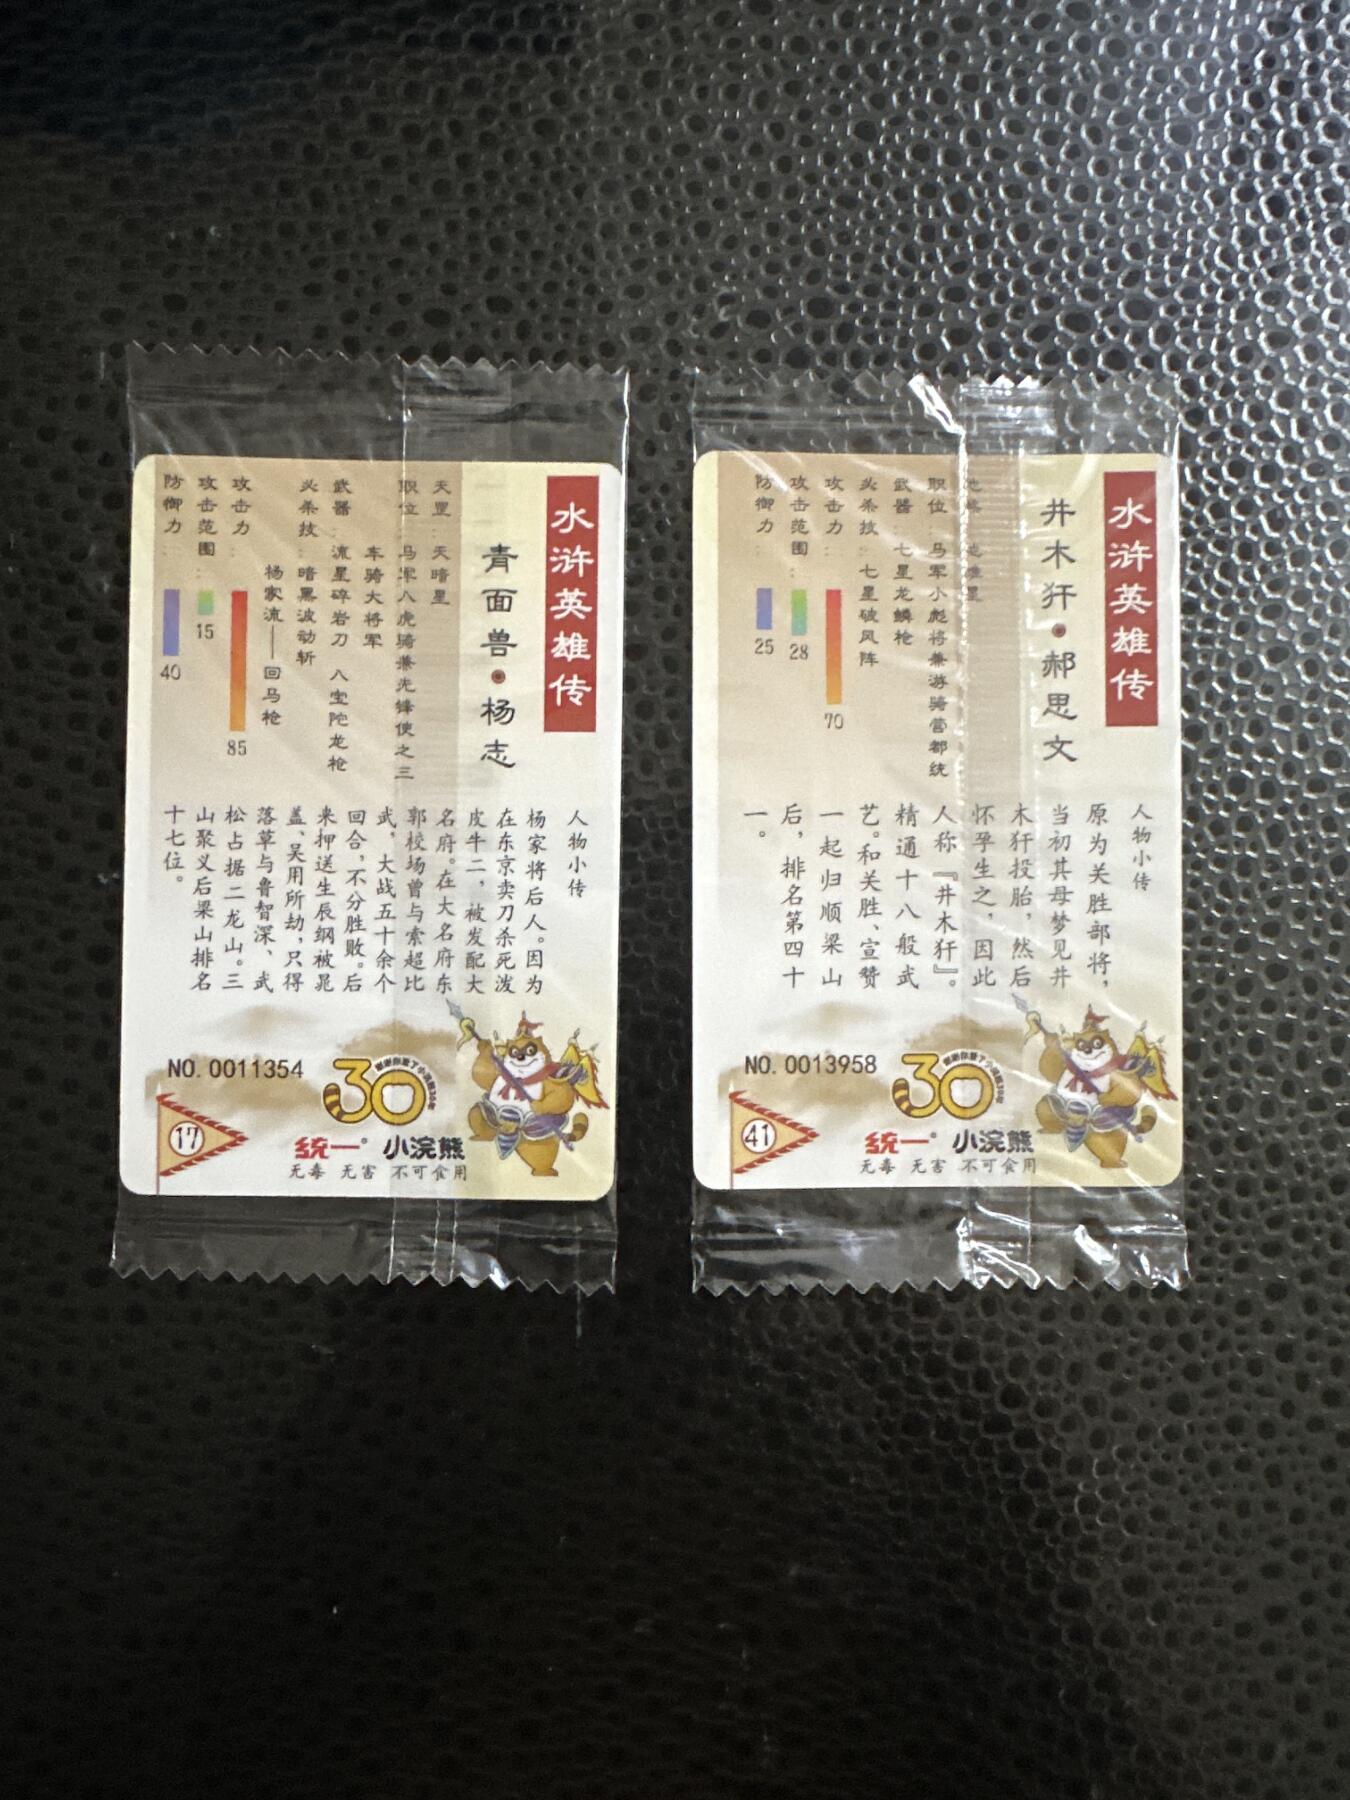 水浒英雄传
青面兽·杨志
天罡 天暗星
职位:马军八虎骑兼先锋使之三
车骑大将军
武器:流星碎岩刀 八宝陀龙枪
必杀技:暗黑波动斩
杨家流——回马枪
攻击力:
85
攻击范围:
15
防御力:
40
人物小传
杨家将后人。因为
在东京卖刀杀死泼
皮牛二,被发配大
名府。在大名府东
郭校场曾与索超比
武,大战五十余个
回合,不分胜败。后
来押送生辰纲被晁
盖、吴用所劫,只得
落草与鲁智深、武
松占据二龙山。三
山聚义后梁山排名
十七位。
NO.0011354
30
17
统一 小浣熊
无毒 无害 不可食用
水浒英雄传
井木犴·郝思文
职位:马军小彪将兼游骑营都统
武器:七星龙鳞枪
必杀技:七星破风阵
攻击力:
70
攻击范围:
28
防御力:
25
人物小传
原为关胜部将,
当初其母梦见井
木犴投胎,然后
怀孕生之,因此
人称『井木犴』。
精通十八般武
艺。和关胜、宣赞
一起归顺梁山
后,排名第四十
一。
NO.0013958
30
41
统一 小浣熊
无毒 无害 不可食用